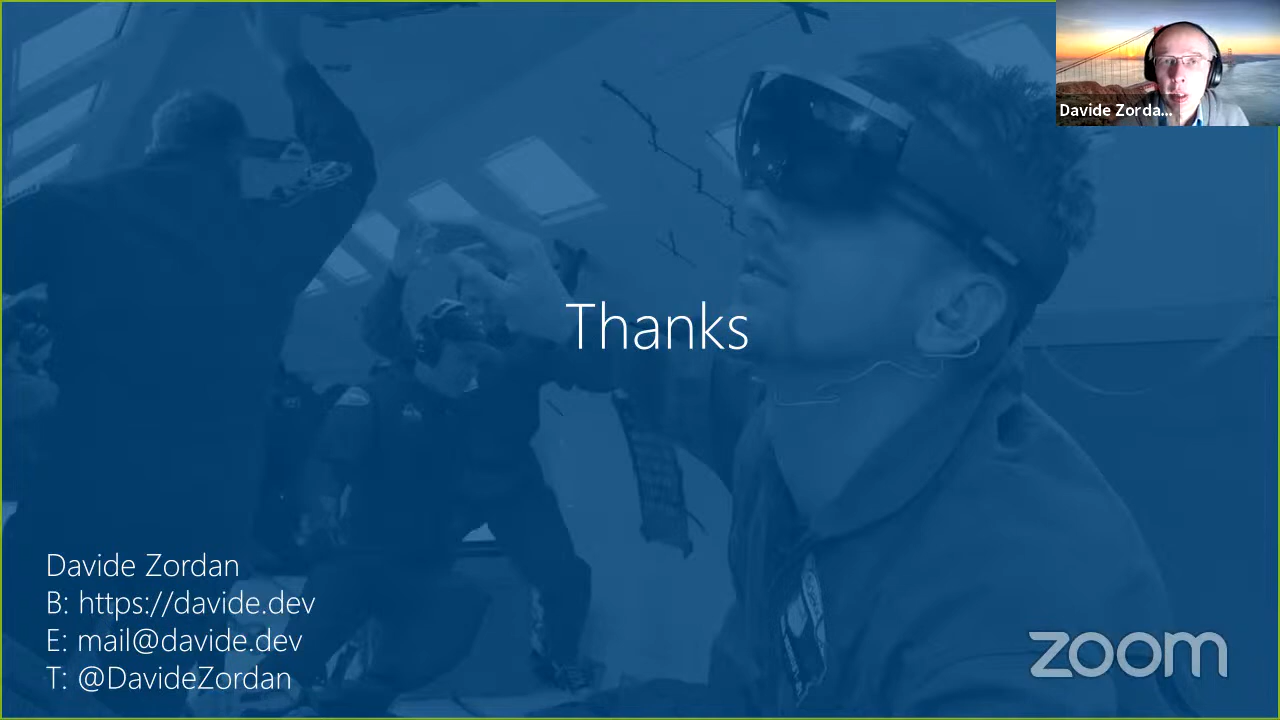 Davide Zorda...
Thanks
Davide Zordan
B: https://davide.dev
E: mail@davide.dev
T: @DavideZordan
zoom